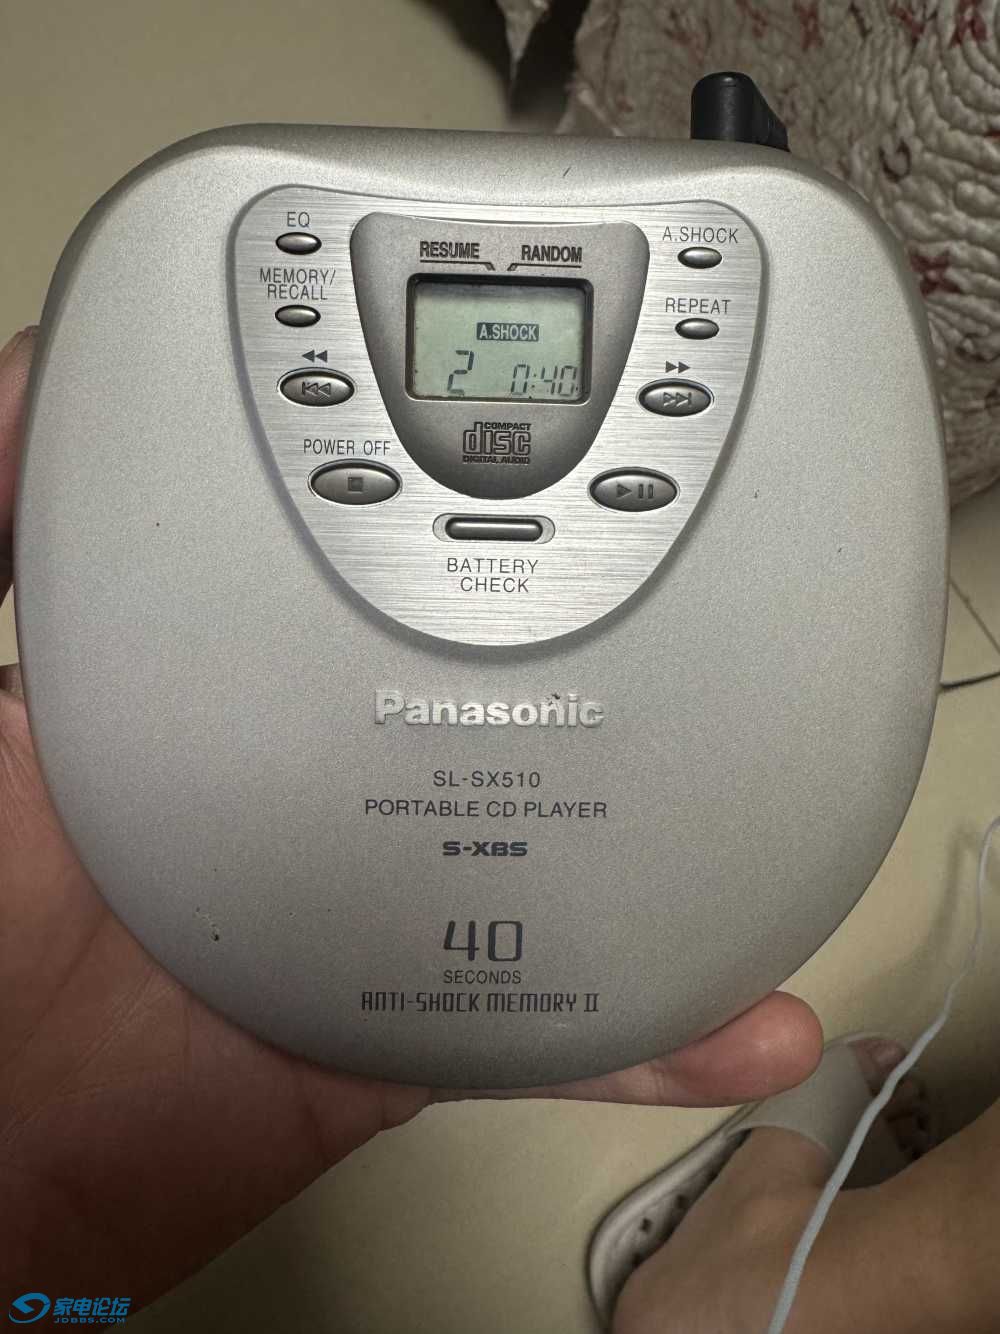 EQ
A.SHOCK
MEMORY/
RECALL
REPEAT
RESUME
RANDOM
A.SHOCK
2 0:40
COMPACT
disc
DIGITAL AUDIO
POWER OFF
BATTERY
CHECK
Panasonic
SL-SX510
PORTABLE CD PLAYER
S-XBS
40
SECONDS
ANTI-SHOCK MEMORY II
家电论坛
JDBBS.COM